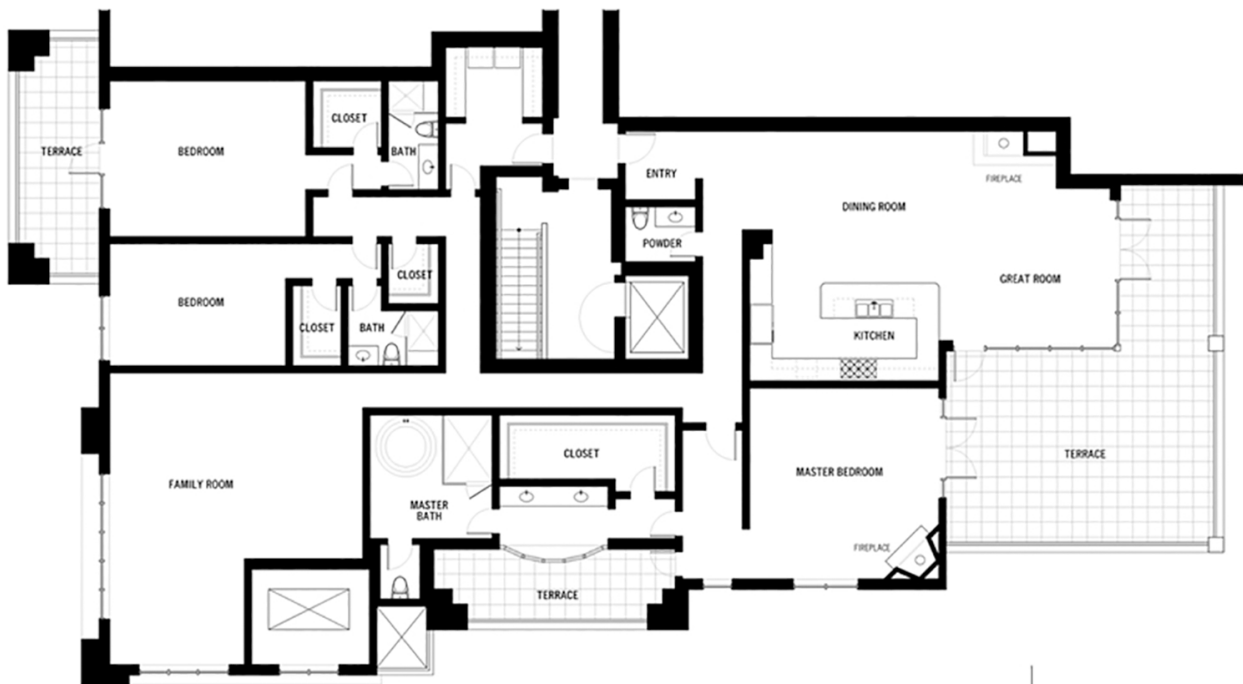 CLOSET
TERRACE
BEDROOM
BATH
ENTRY
FIREPLACE
DINING ROOM
POWDER
CLOSET
GREAT ROOM
BEDROOM
CLOSET
BATH
KITCHEN
CLOSET
TERRACE
MASTER BEDROOM
FAMILY ROOM
MASTER
BATH
FIREPLACE
TERRACE